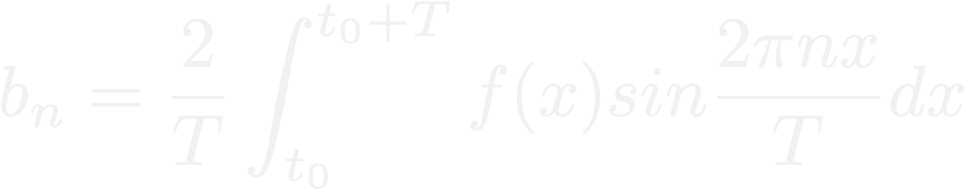 b_n = \frac{2}{T} \int_{t_0}^{t_0+T} f(x) sin \frac{2\pi nx}{T} dx